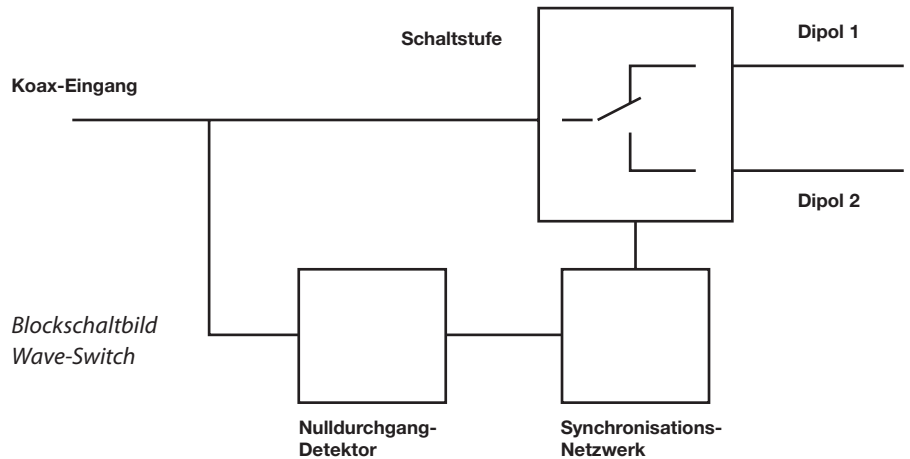 Schaltstufe
Dipol 1
Koax-Eingang
Dipol 2
Blockschaltbild
Wave-Switch
Nulldurchgang-
Detektor
Synchronisations-
Netzwerk